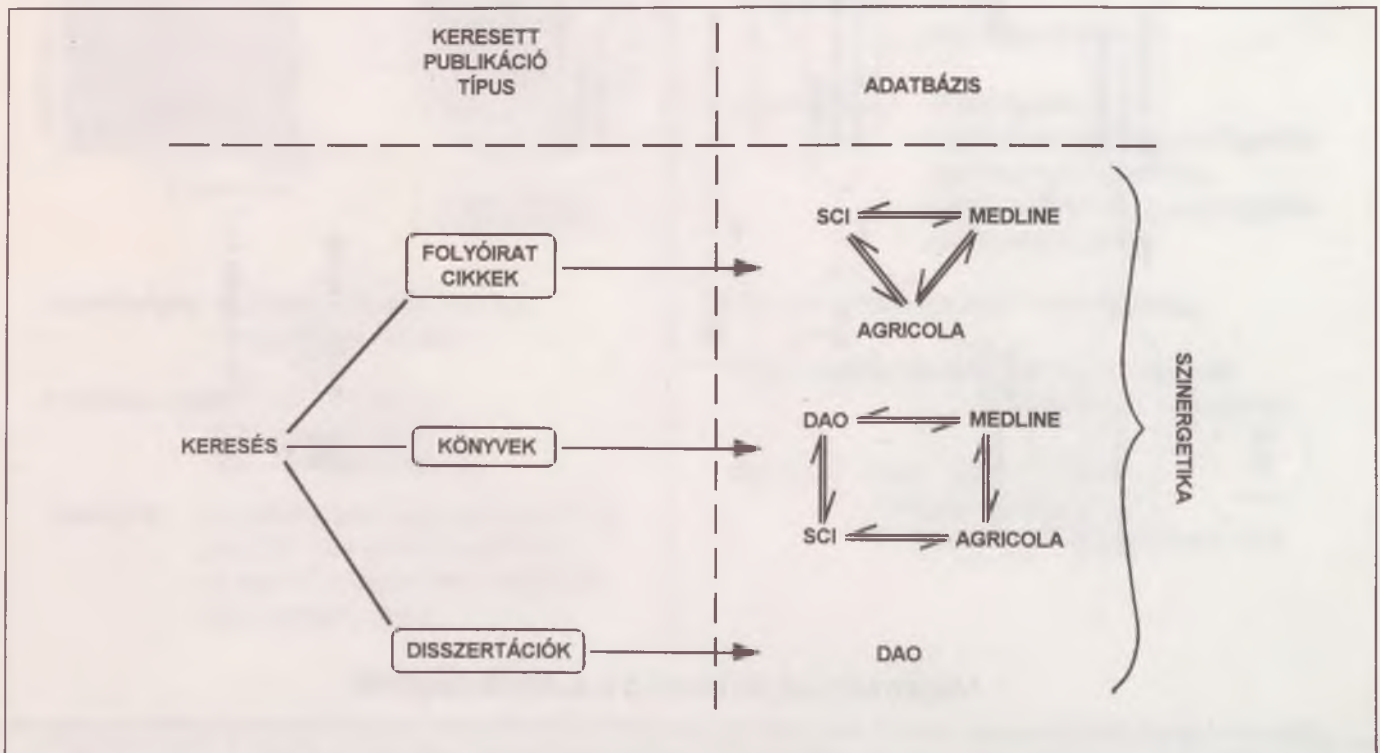 KERESETT
PUBLIKÁCIÓ
TÍPUS
ADATBÁZIS
SCI MEDLINE
FOLYÓIRAT
CIKKEK
AGRICOLA
SZINERGETIKA
DAO MEDLINE
KERESÉS KÖNYVEK
SCI AGRICOLA
DISSZERTÁCIÓK DAO